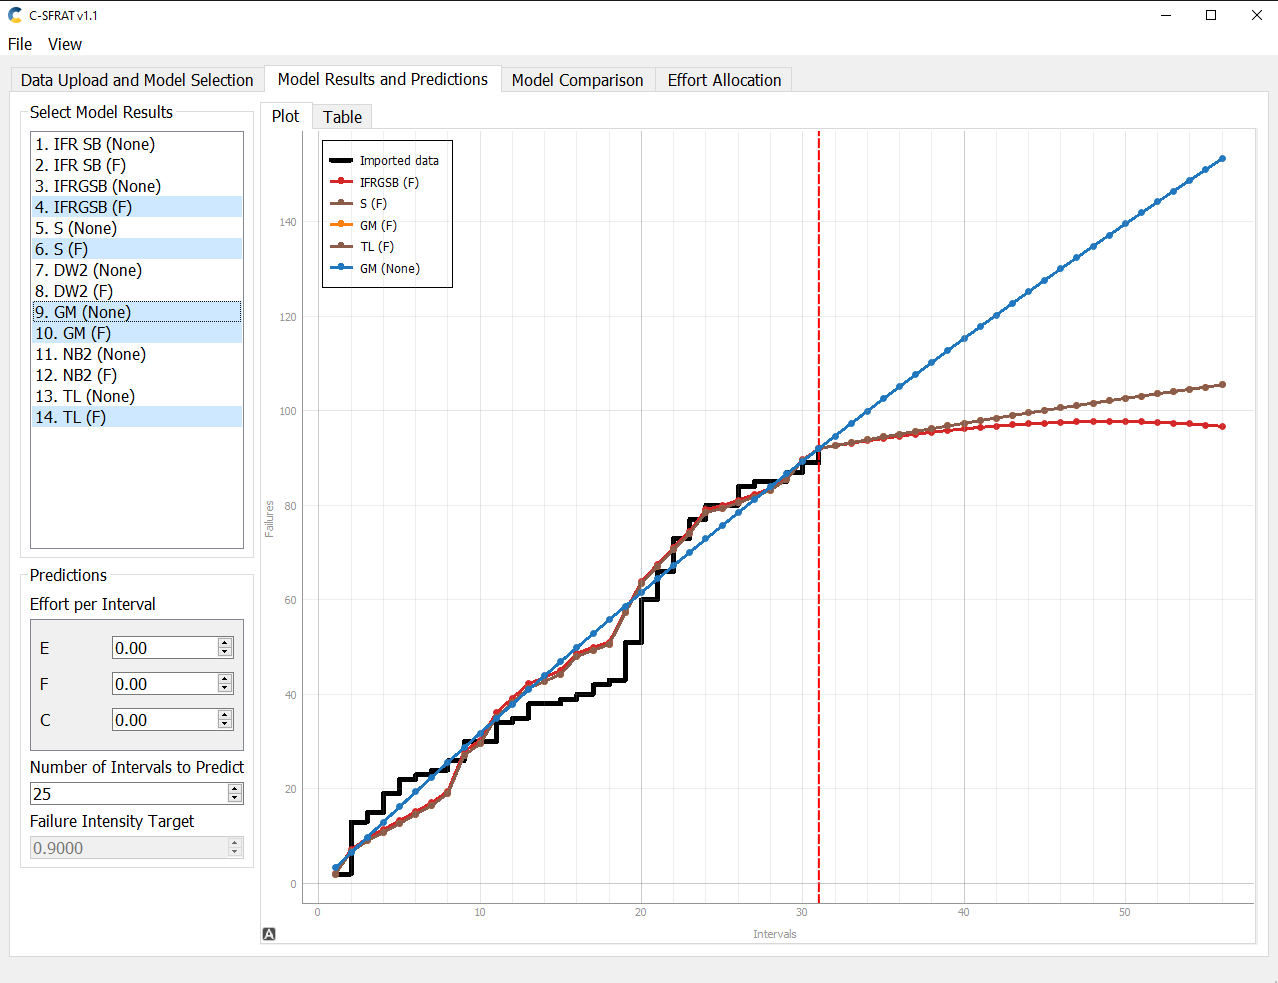 C-SFRAT v1.1
File View
Data Upload and Model Selection
Model Results and Predictions
Model Comparison
Effort Allocation
Select Model Results
1. IFR SB (None)
2. IFR SB (F)
3. IFRGSB (None)
4. IFRGSB (F)
5. S (None)
6. S (F)
7. DW2 (None)
8. DW2 (F)
9. GM (None)
10. GM (F)
11. NB2 (None)
12. NB2 (F)
13. TL (None)
14. TL (F)
Predictions
Effort per Interval
E 0.00
F 0.00
C 0.00
Number of Intervals to Predict
25
Failure Intensity Target
0.9000
Plot
Table
Imported data
IFRGSB (F)
S (F)
GM (F)
TL (F)
GM (None)
140
120
100
80
60
40
20
0
Failures
0 10 20 30 40 50
Intervals
A